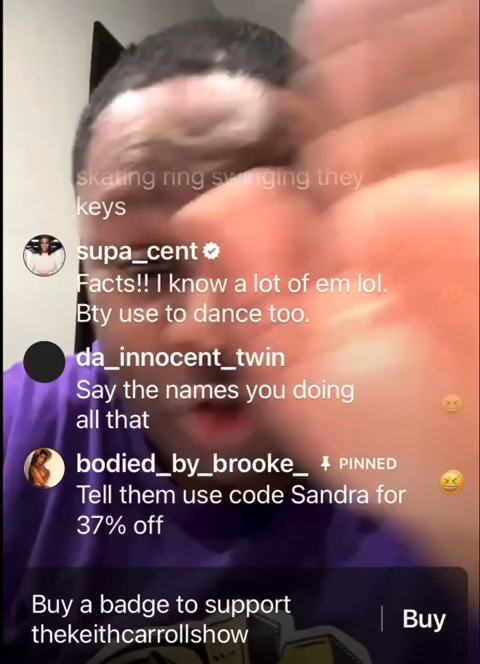 skating ring swinging they
keys
supa_cent
Facts!! I know a lot of em lol.
Bty use to dance too.
da_innocent_twin
Say the names you doing
all that
bodied_by_brooke_ PINNED
Tell them use code Sandra for
37% off
Buy a badge to support
thekeithcarrollshow
Buy